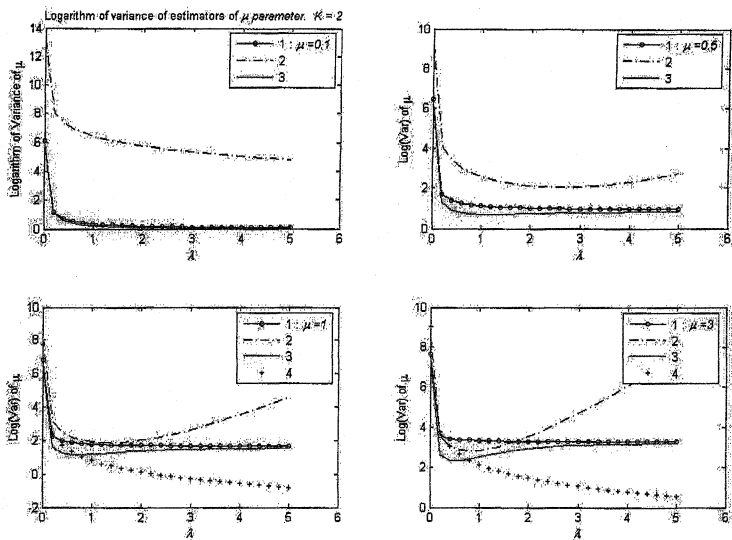 Logarithm of variance of estimators of μ parameter. K = 2
14
12
10
8
6
4
2
0
0 1 2 3 4 5 6
Logarithm of Variance of μ
λ
1 : μ=0,1
2
3
10
8
6
4
2
0
0 1 2 3 4 5 6
Log(Var) of μ
λ
1 : μ=0,5
2
3
10
8
6
4
2
0
-2
0 1 2 3 4 5 6
Log(Var) of μ
λ
1 : μ=1
2
3
4
10
8
6
4
2
0
0 1 2 3 4 5 6
Log(Var) of μ
λ
1 : μ=3
2
3
4